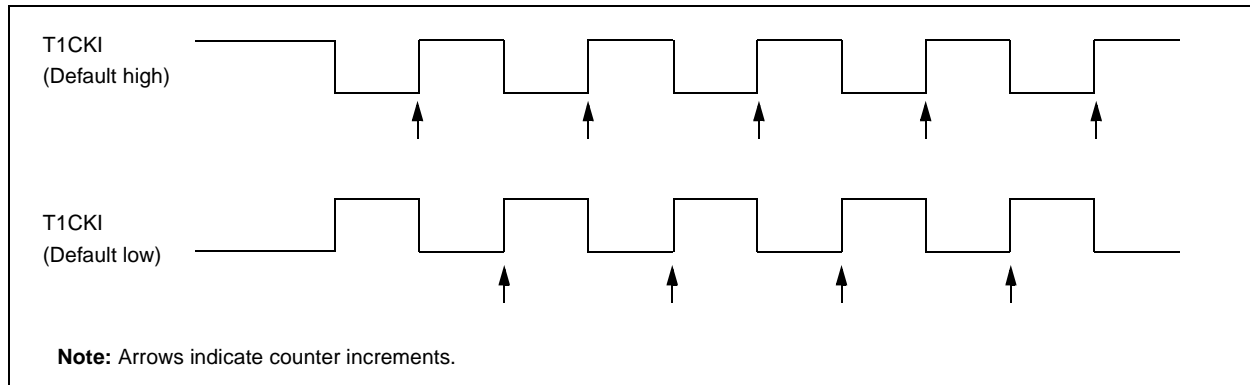 T1CKI
(Default high)
T1CKI
(Default low)
Note: Arrows indicate counter increments.